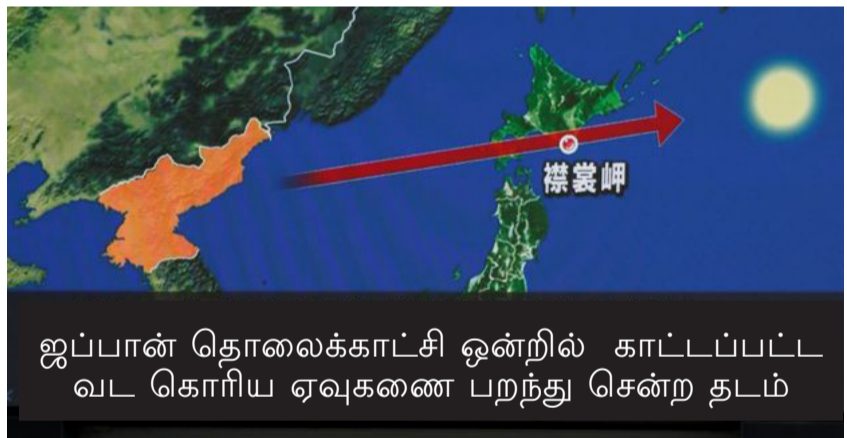 襟裳岬
ஜப்பான் தொலைக்காட்சி ஒன்றில் காட்டப்பட்ட
வட கொரிய ஏவுகணை பறந்து சென்ற தடம்